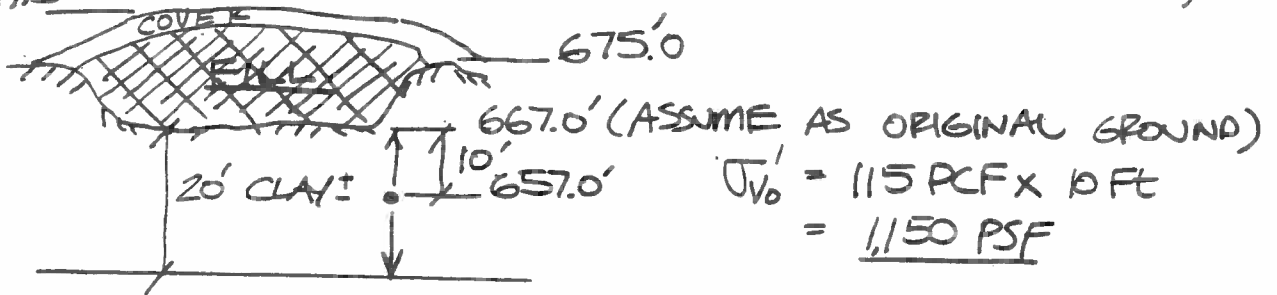 COVER
675.0
FILL
667.0' (ASSUME AS ORIGINAL GROUND)
10'
20' CLAY± 657.0' σv₀' = 115 PCF x 10 Ft
= 1,150 PSF